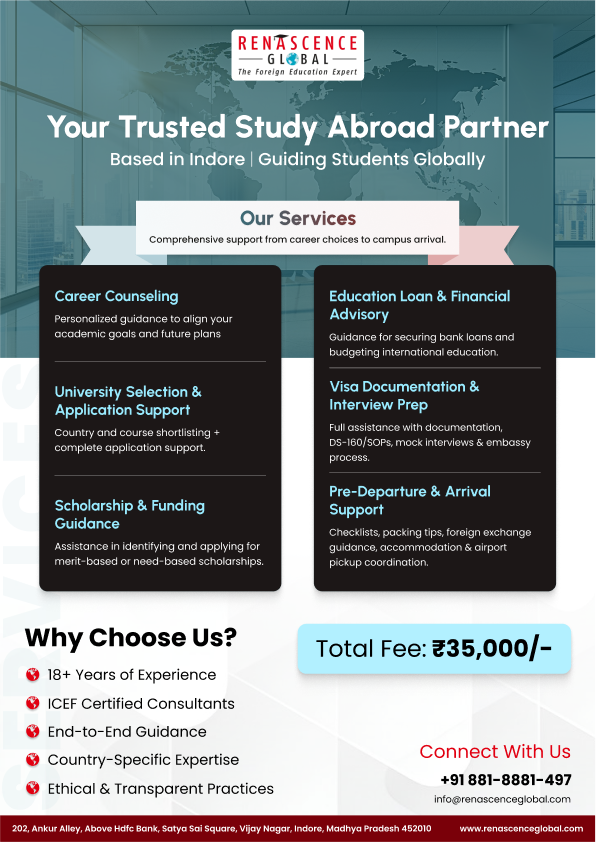 RENASCENCE
GLOBAL
The Foreign Education Expert
Your Trusted Study Abroad Partner
Based in Indore | Guiding Students Globally
Our Services
Comprehensive support from career choices to campus arrival.
Career Counseling
Personalized guidance to align your
academic goals and future plans
University Selection &
Application Support
Country and course shortlisting +
complete application support.
Scholarship & Funding
Guidance
Assistance in identifying and applying for
merit-based or need-based scholarships.
Education Loan & Financial
Advisory
Guidance for securing bank loans and
budgeting international education.
Visa Documentation &
Interview Prep
Full assistance with documentation,
DS-160/SOPs, mock interviews & embassy
process.
Pre-Departure & Arrival
Support
Checklists, packing tips, foreign exchange
guidance, accommodation & airport
pickup coordination.
SERVICES
Why Choose Us?
18+ Years of Experience
ICEF Certified Consultants
End-to-End Guidance
Country-Specific Expertise
Ethical & Transparent Practices
Total Fee: ₹35,000/-
Connect With Us
+91 881-8881-497
info@renascenceglobal.com
202, Ankur Alley, Above Hdfc Bank, Satya Sai Square, Vijay Nagar, Indore, Madhya Pradesh 452010
www.renascenceglobal.com